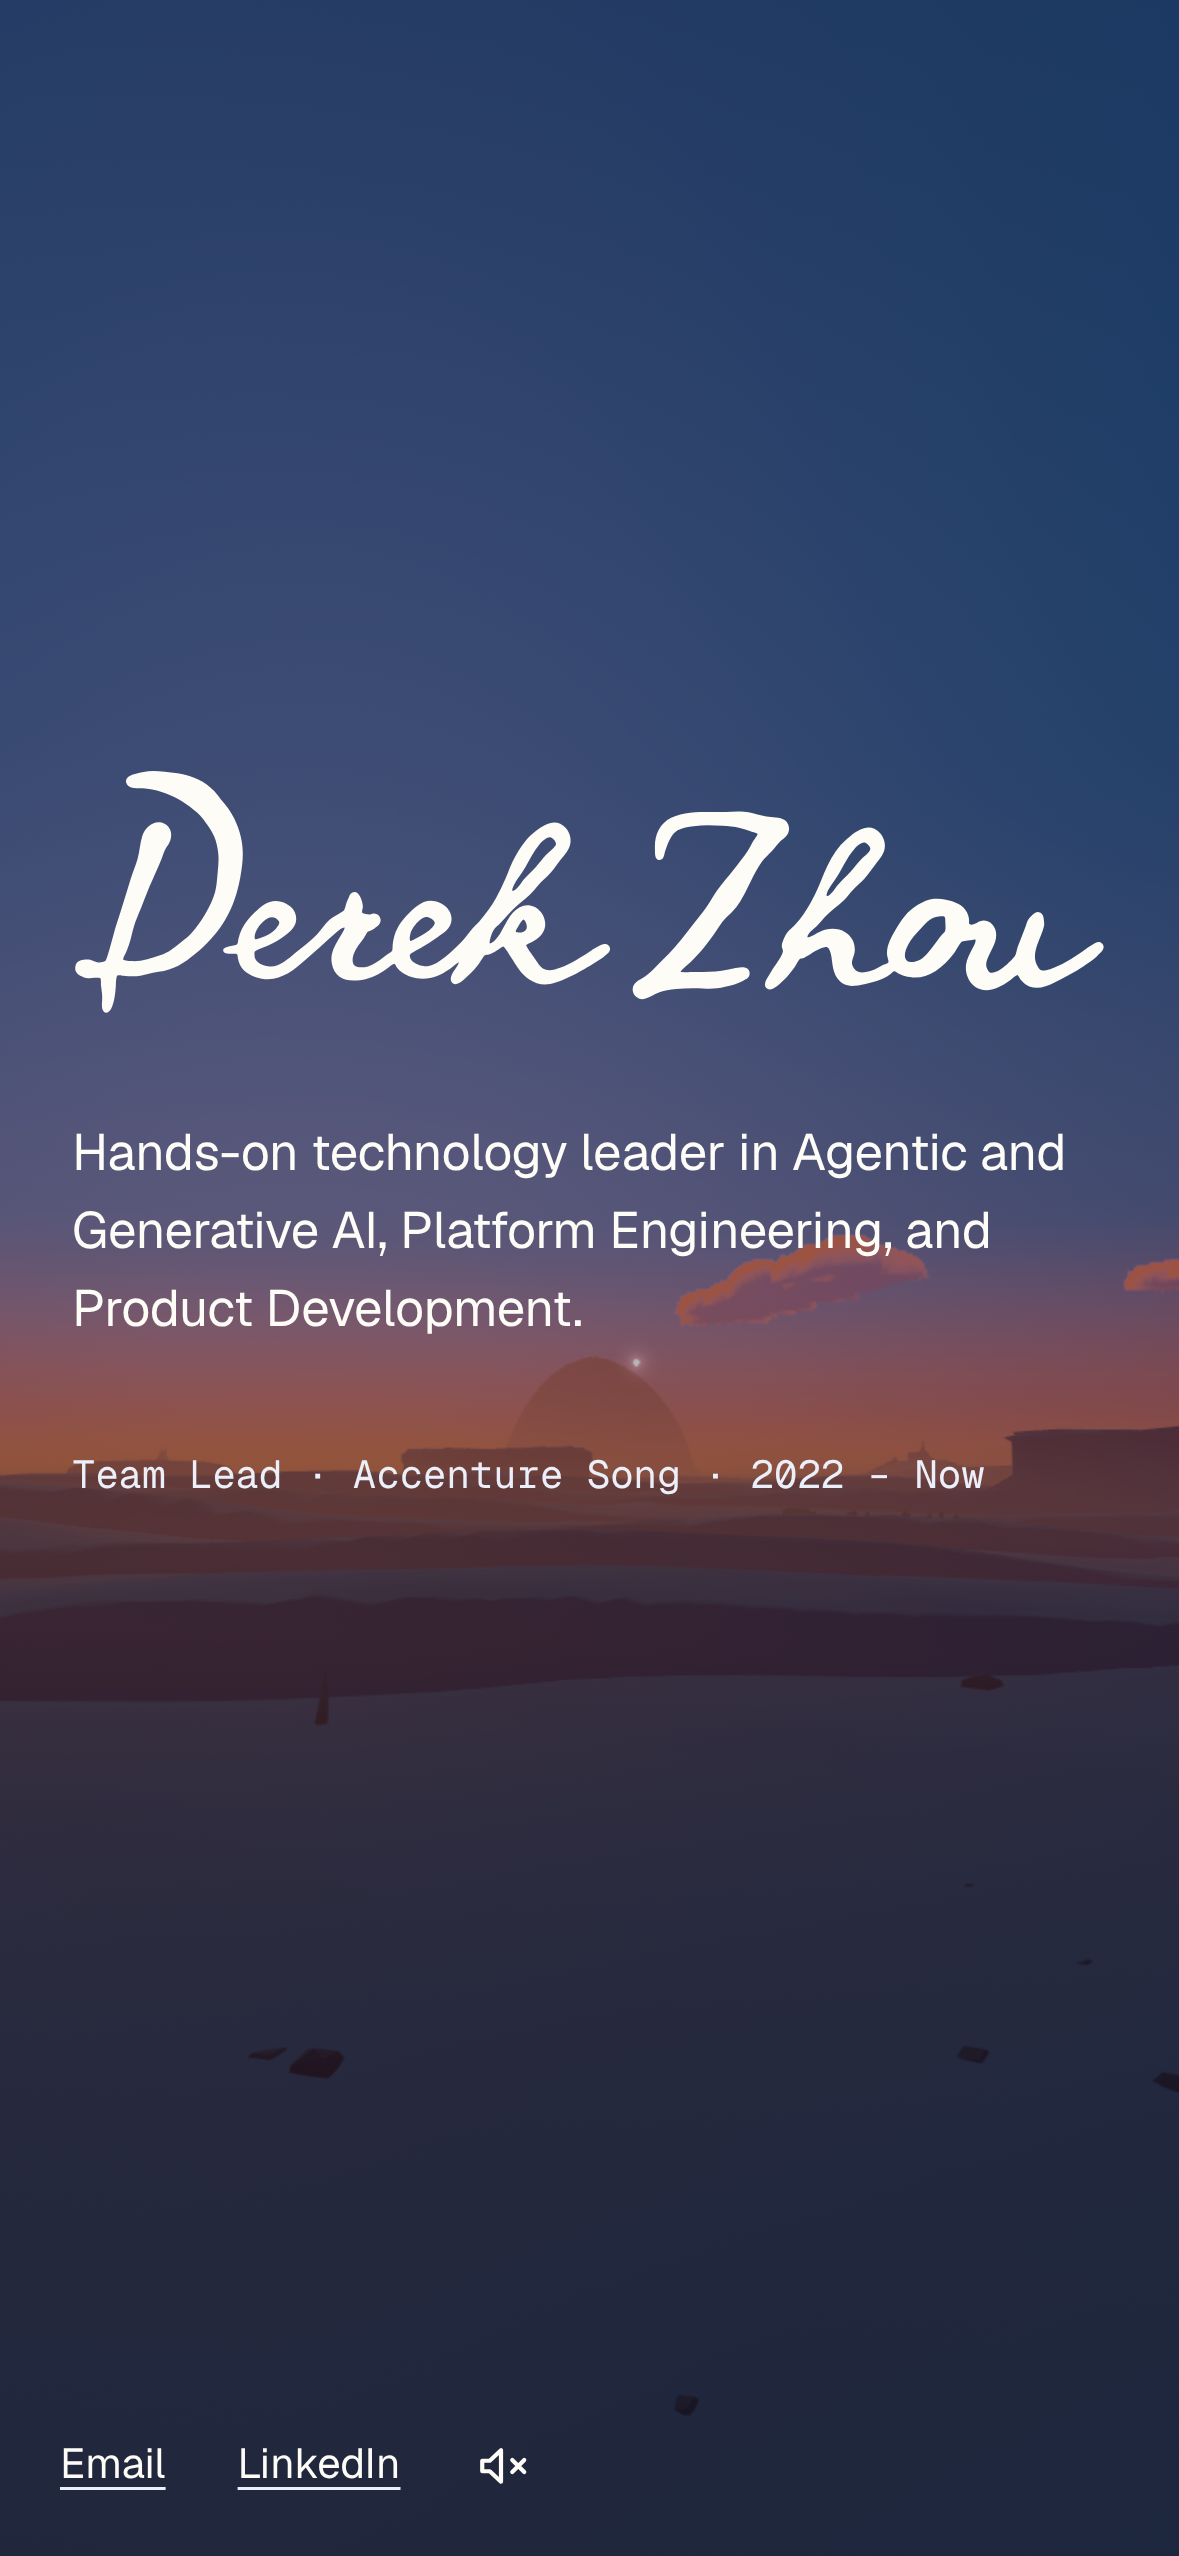 Derek Zhou
Hands-on technology leader in Agentic and
Generative AI, Platform Engineering, and
Product Development.
Team Lead · Accenture Song · 2022 – Now
Email LinkedIn